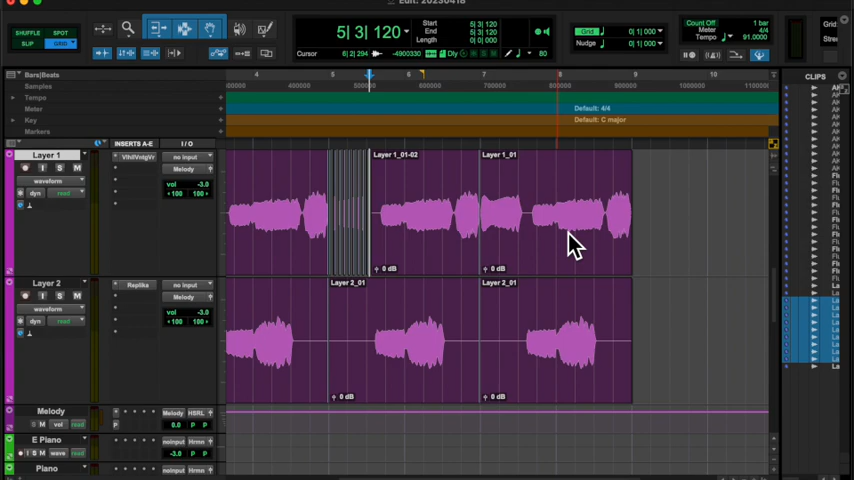 Edit: 20230418
SHUFFLE SPOT
SLIP GRID
5| 3| 120
Start 5| 3| 120
End 5| 3| 120
Length 0| 0| 000
Cursor 6| 2| 294 -4900330 Dly 80
Grid 0| 1| 000
Nudge 0| 1| 000
Count Off 1 bar
Meter 4/4
Tempo 91.0000
Grid:
Bars|Beats 4 5 6 7 8 9 10
Samples 400000 600000 700000 800000 900000
Tempo
Meter Default: 4/4
Key Default: C major
Markers
CLIPS
INSERTS A-E I/O
Layer 1
I S M
waveform
dyn read
no input
Melody
vol -3.0
100 100
Layer 1_01-02 Layer 1_01
0 dB 0 dB
Layer 2
I S M
waveform
dyn read
Replika
no input
Melody
vol -3.0
100 100
Layer 2_01 Layer 2_01
0 dB 0 dB
Melody
S M vol read
P
Melody HBRL
0.0 P P
E Piano
I S M wave read
noinput Hrmn
-3.0 P P
Piano
noinput Hrmn